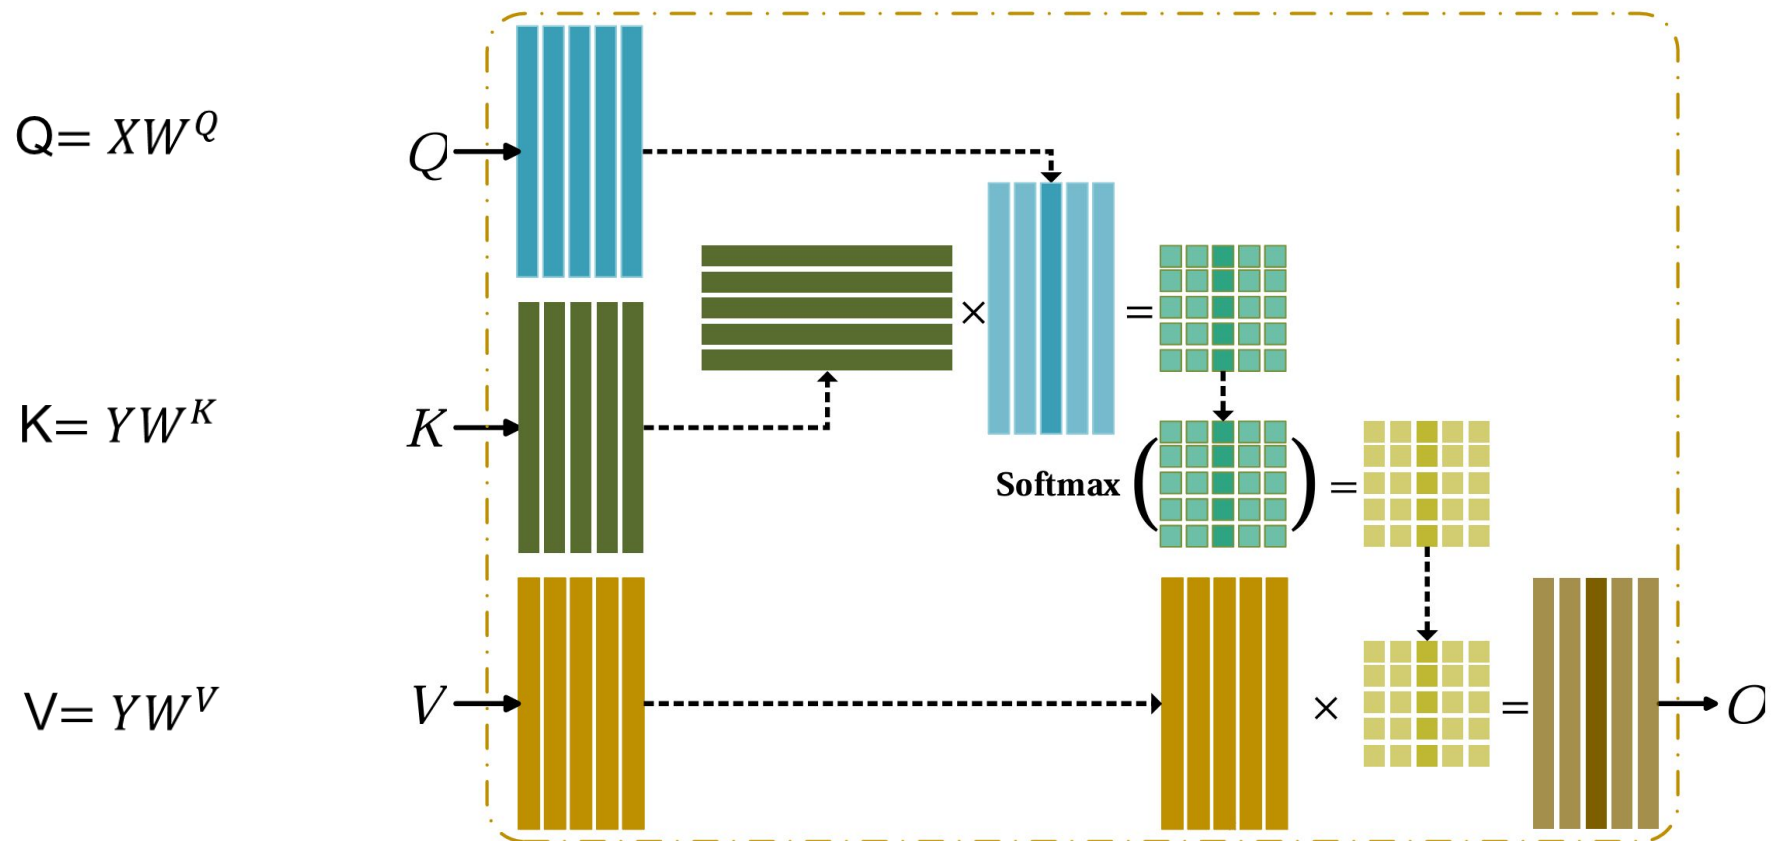 Q= XW^Q
Q
× =
K= YW^K
K
Softmax ( ) =
V= YW^V
V
× =
O